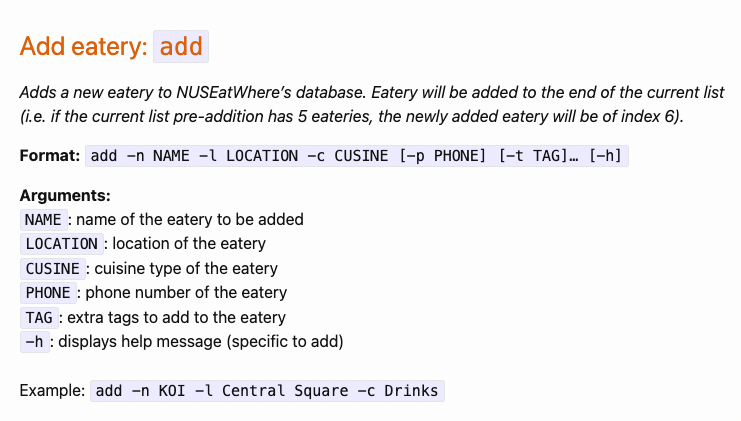 Add eatery: add
Adds a new eatery to NUSEatWhere's database. Eatery will be added to the end of the current list
(i.e. if the current list pre-addition has 5 eateries, the newly added eatery will be of index 6).
Format: add -n NAME -l LOCATION -c CUSINE [-p PHONE] [-t TAG]… [-h]
Arguments:
NAME : name of the eatery to be added
LOCATION : location of the eatery
CUSINE : cuisine type of the eatery
PHONE : phone number of the eatery
TAG : extra tags to add to the eatery
-h : displays help message (specific to add)
Example: add -n KOI -l Central Square -c Drinks